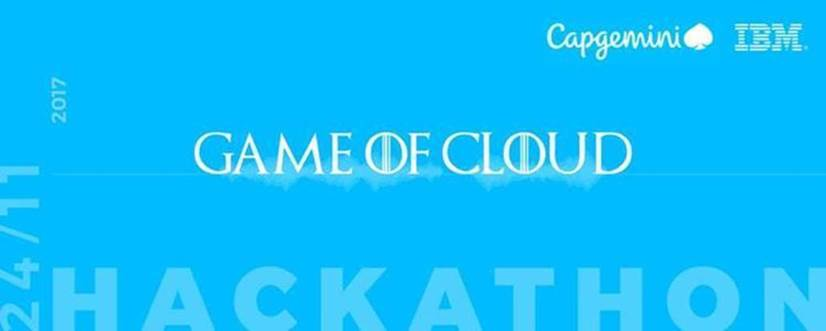 Capgemini IBM
2017
GAME OF CLOUD
24/11
HACKATHON